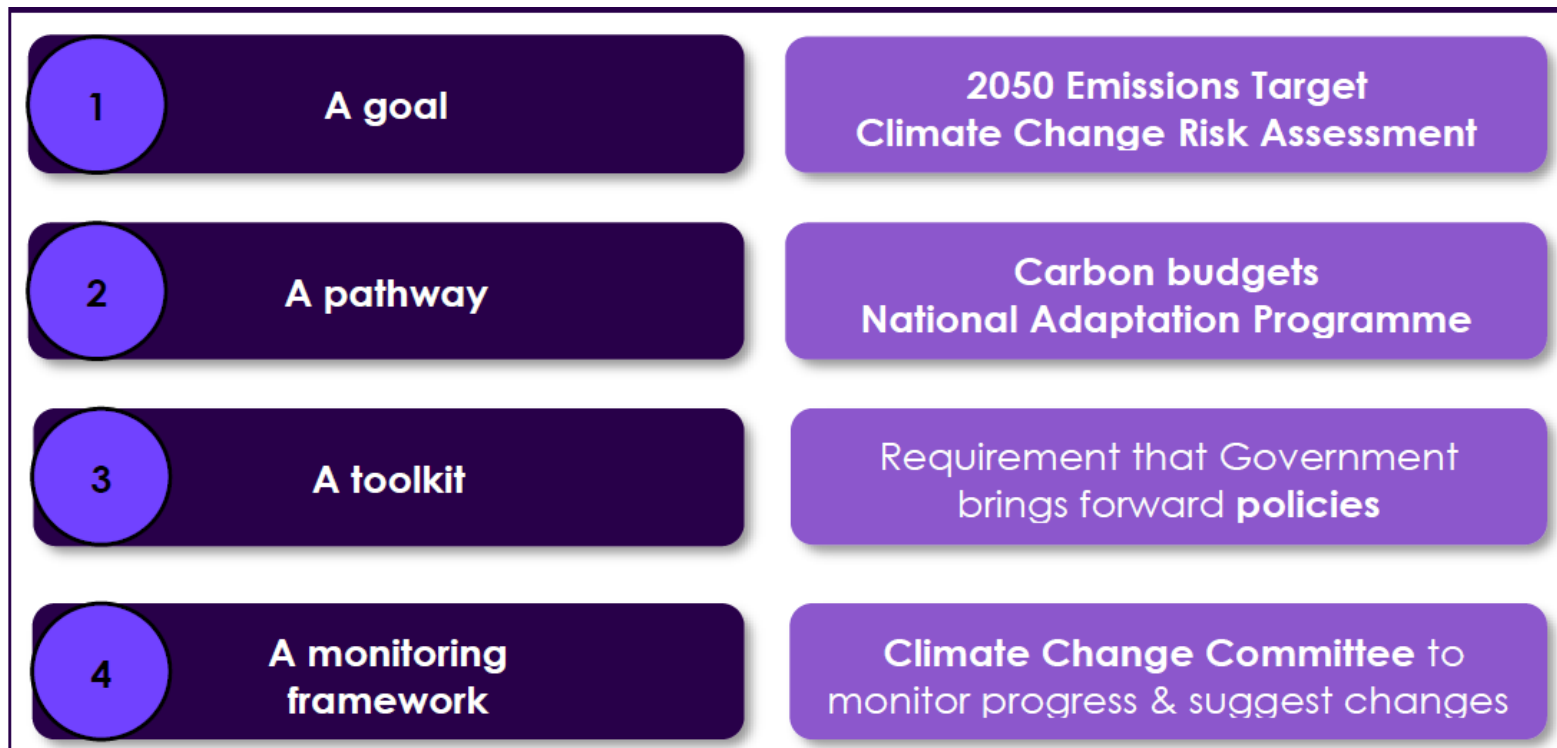 1
A goal
2050 Emissions Target
Climate Change Risk Assessment
2
A pathway
Carbon budgets
National Adaptation Programme
3
A toolkit
Requirement that Government
brings forward policies
4
A monitoring
framework
Climate Change Committee to
monitor progress & suggest changes